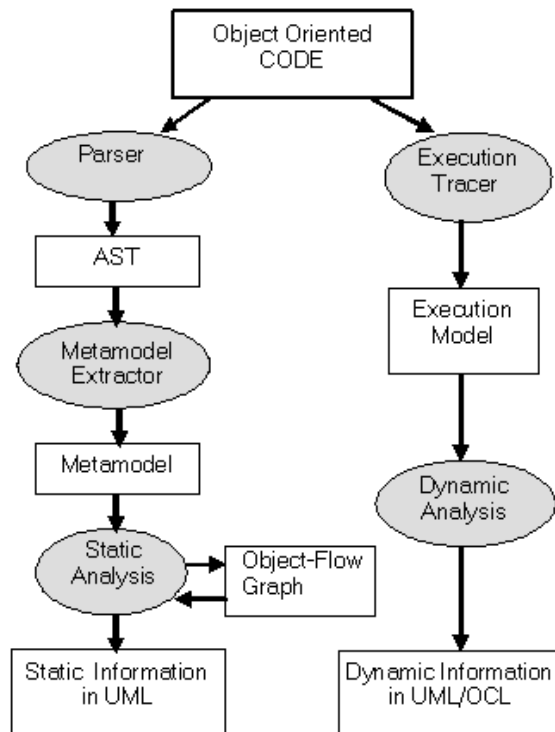 Object Oriented
CODE
Parser
Execution
Tracer
AST
Execution
Model
Metamodel
Extractor
Metamodel
Dynamic
Analysis
Static
Analysis
Object-Flow
Graph
Static Information
in UML
Dynamic Information
in UML/OCL